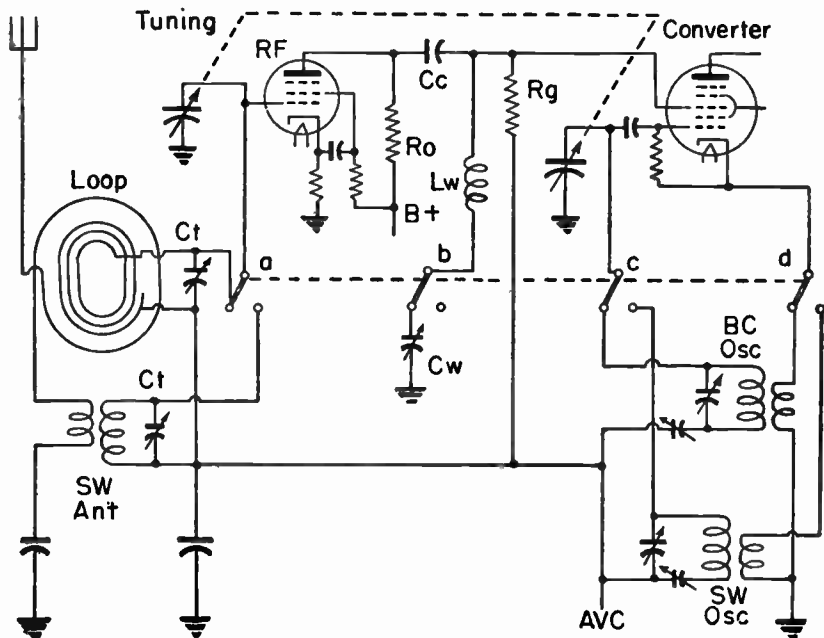 Tuning
RF
Converter
Cc
Rg
Ro
Loop
Lw
Ct
B+
a
b
c
d
BC
Osc
Cw
Ct
SW
Ant
SW
Osc
AVC